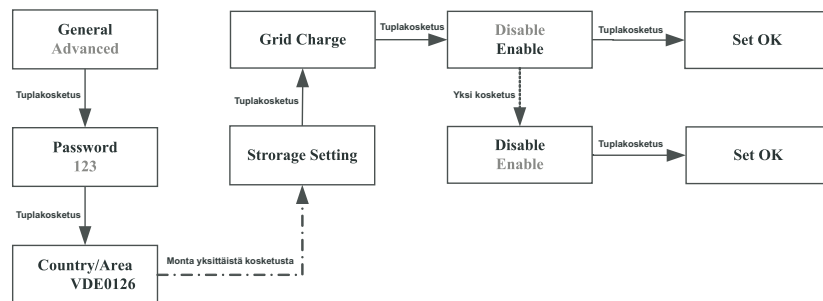 General
Advanced
Tuplakosketus
Password
123
Tuplakosketus
Country/Area
VDE0126
Monta yksittäistä kosketusta
Strorage Setting
Tuplakosketus
Grid Charge
Tuplakosketus
Disable
Enable
Tuplakosketus
Set OK
Yksi kosketus
Disable
Enable
Tuplakosketus
Set OK